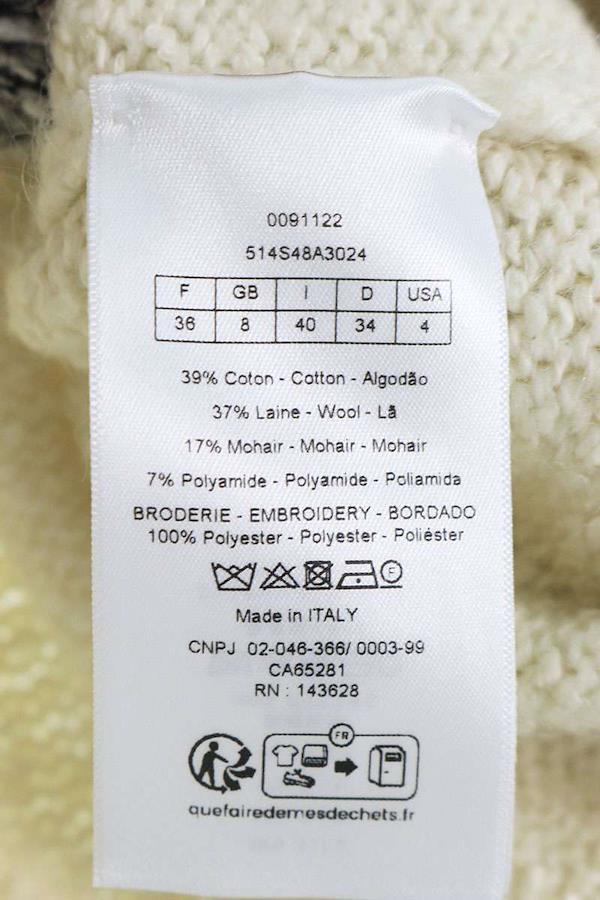 0091122
514S48A3024
F GB I D USA
36 8 40 34 4
39% Coton - Cotton - Algodão
37% Laine - Wool - Lã
17% Mohair - Mohair - Mohair
7% Polyamide - Polyamide - Poliamida
BRODERIE - EMBROIDERY - BORDADO
100% Polyester - Polyester - Poliéster
F
Made in ITALY
CNPJ 02-046-366/ 0003-99
CA65281
RN : 143628
FR
quefairedemesdechets.fr